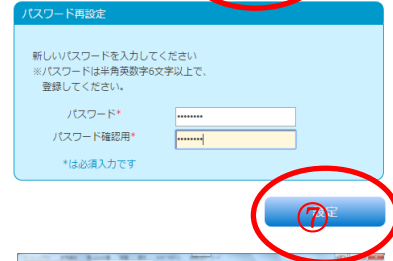 パスワード再設定
新しいパスワードを入力してください
※パスワードは半角英数字6文字以上で、
登録してください。
パスワード*
••••••••
パスワード確認用*
••••••••
*は必須入力です
⑦
定